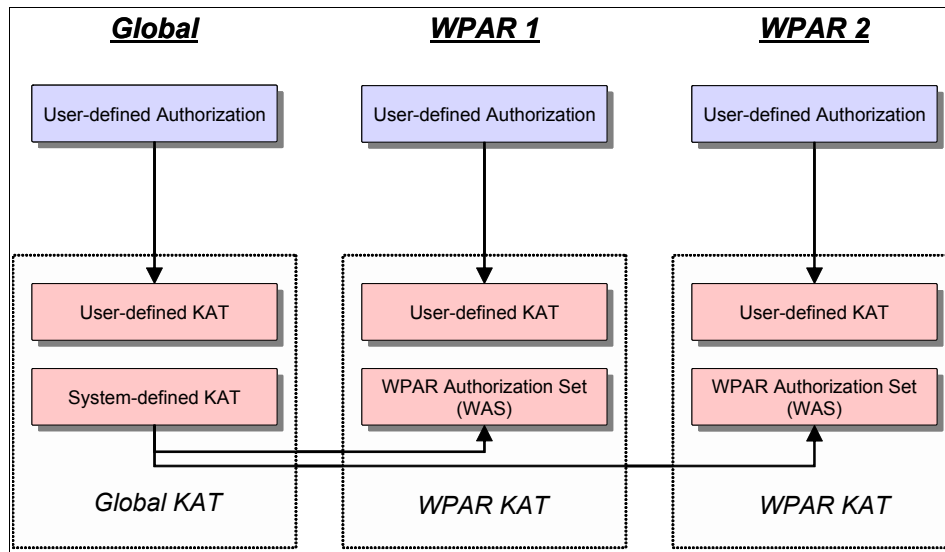 Global
WPAR 1
WPAR 2
User-defined Authorization
User-defined Authorization
User-defined Authorization
User-defined KAT
User-defined KAT
User-defined KAT
System-defined KAT
WPAR Authorization Set
(WAS)
WPAR Authorization Set
(WAS)
Global KAT
WPAR KAT
WPAR KAT